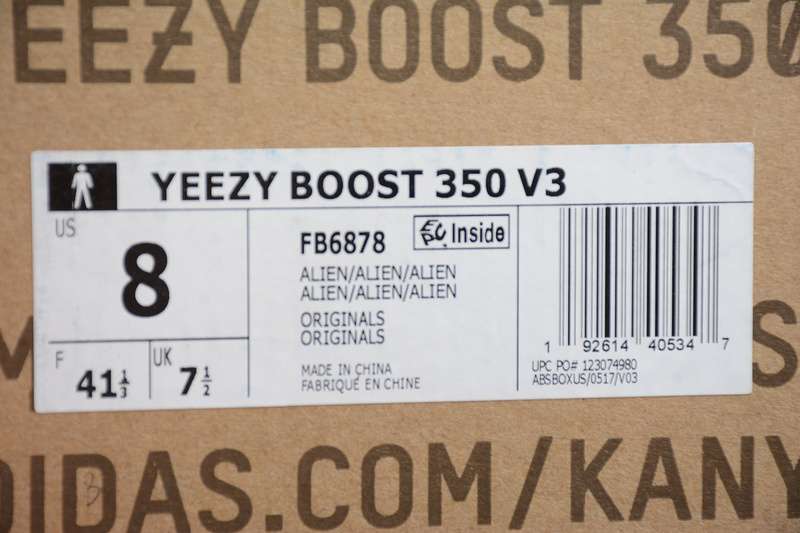 EEZY BOOST 350
YEEZY BOOST 350 V3
US
8
F
41 1/3
UK
7 1/2
FB6878
Inside
ALIEN/ALIEN/ALIEN
ALIEN/ALIEN/ALIEN
ORIGINALS
ORIGINALS
MADE IN CHINA
FABRIQUÉ EN CHINE
1 92614 40534 7
UPC PO# 123074980
ABSBOXUS/0517/V03
M
S
DIDAS.COM/KANY
3